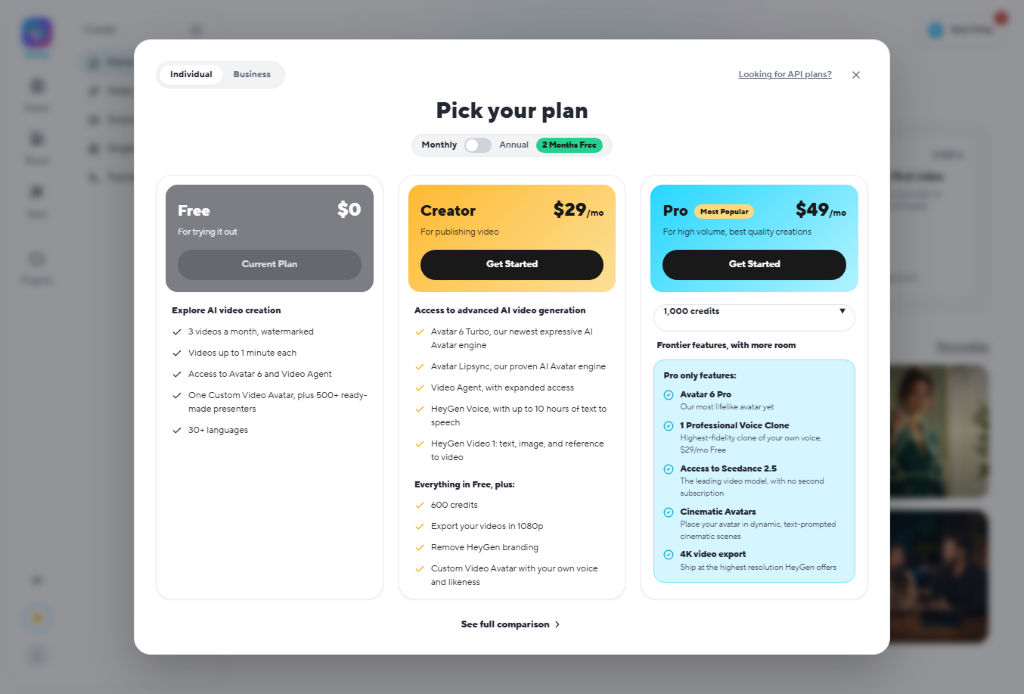 Individual
Business
Looking for API plans?
Pick your plan
Monthly
Annual
2 Months Free
Free
$0
For trying it out
Current Plan
Explore AI video creation
3 videos a month, watermarked
Videos up to 1 minute each
Access to Avatar 6 and Video Agent
One Custom Video Avatar, plus 500+ ready-
made presenters
30+ languages
Creator
$29/mo
For publishing video
Get Started
Access to advanced AI video generation
Avatar 6 Turbo, our newest expressive AI
Avatar engine
Avatar Lipsync, our proven AI Avatar engine
Video Agent, with expanded access
HeyGen Voice, with up to 10 hours of text to
speech
HeyGen Video 1: text, image, and reference
to video
Everything in Free, plus:
600 credits
Export your videos in 1080p
Remove HeyGen branding
Custom Video Avatar with your own voice
and likeness
Pro
Most Popular
$49/mo
For high volume, best quality creations
Get Started
1,000 credits
Frontier features, with more room
Pro only features:
Avatar 6 Pro
Our most lifelike avatar yet
1 Professional Voice Clone
Highest-fidelity clone of your own voice,
$29/mo Free
Access to Seedance 2.5
The leading video model, with no second
subscription
Cinematic Avatars
Place your avatar in dynamic, text-prompted
cinematic scenes
4K video export
Ship at the highest resolution HeyGen offers
See full comparison